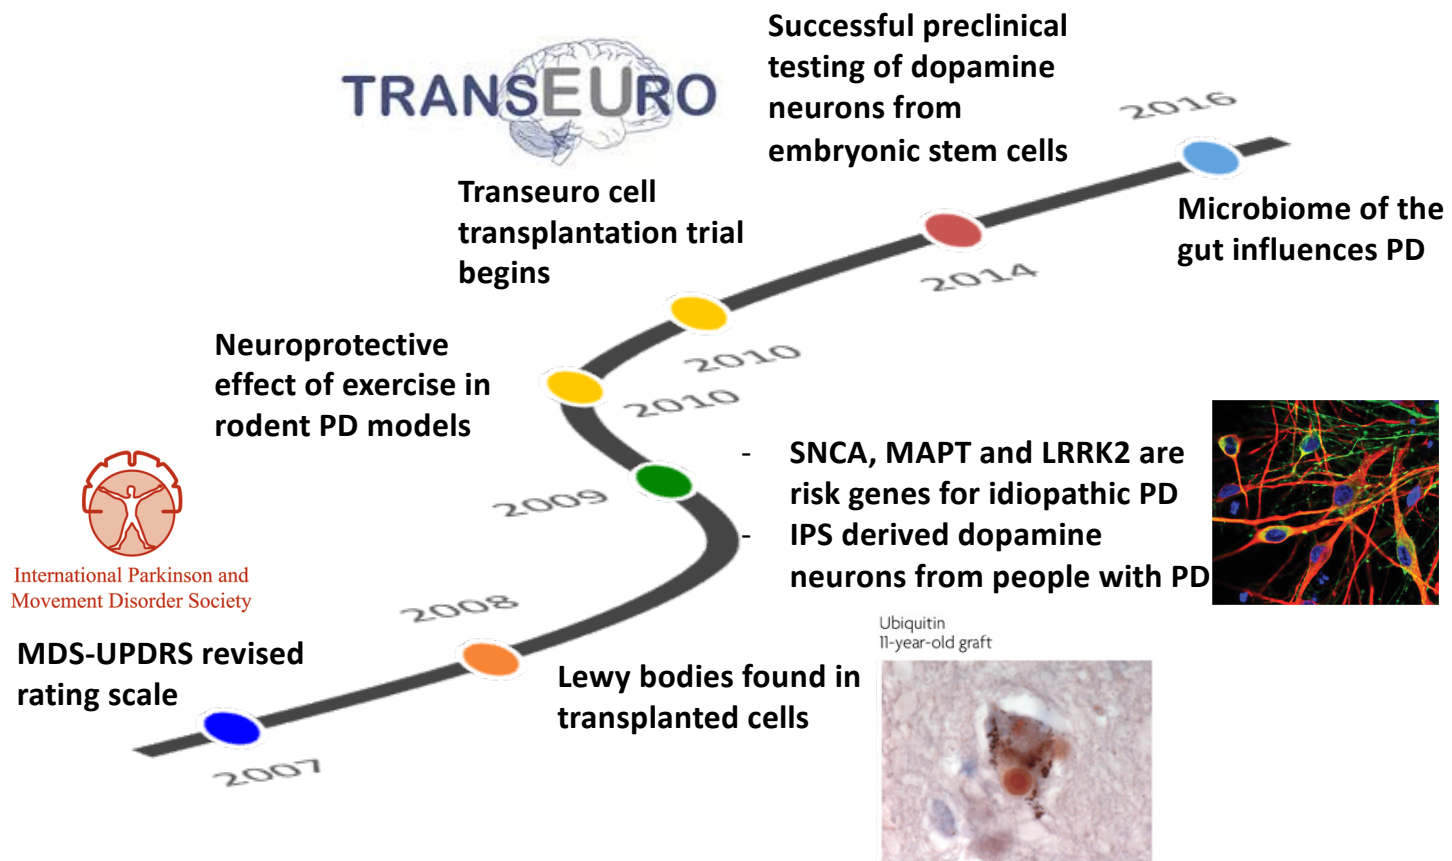 TRANSEURO
Successful preclinical
testing of dopamine
neurons from
embryonic stem cells
2016
Transeuro cell
transplantation trial
begins
Microbiome of the
gut influences PD
2014
Neuroprotective
effect of exercise in
rodent PD models
2010
2010
- SNCA, MAPT and LRRK2 are
risk genes for idiopathic PD
- IPS derived dopamine
neurons from people with PD
2009
International Parkinson and
Movement Disorder Society
MDS-UPDRS revised
rating scale
2008
Lewy bodies found in
transplanted cells
Ubiquitin
11-year-old graft
2007